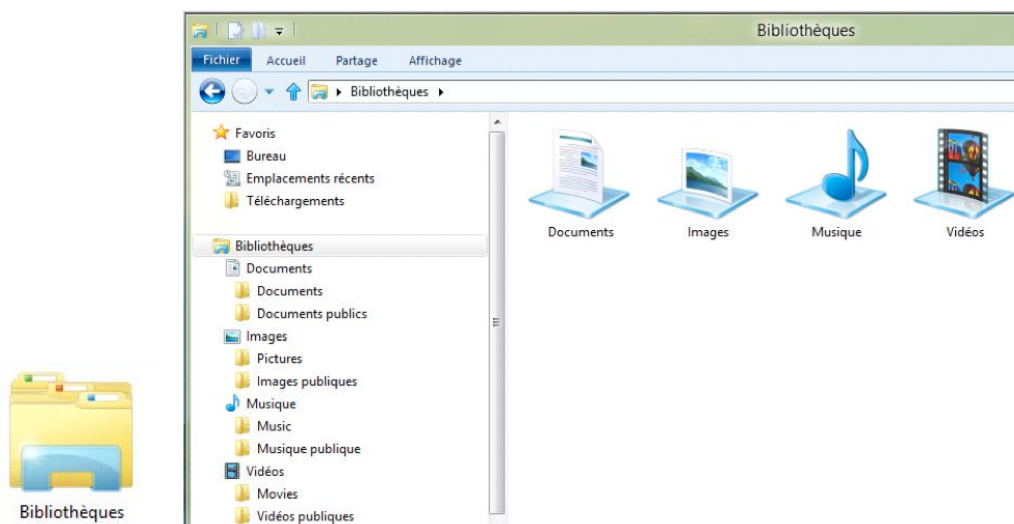 Bibliothèques
Fichier Accueil Partage Affichage
Bibliothèques
Favoris
Bureau
Emplacements récents
Téléchargements
Bibliothèques
Documents
Documents
Documents publics
Images
Pictures
Images publiques
Musique
Music
Musique publique
Vidéos
Movies
Vidéos publiques
Documents Images Musique Vidéos
Bibliothèques